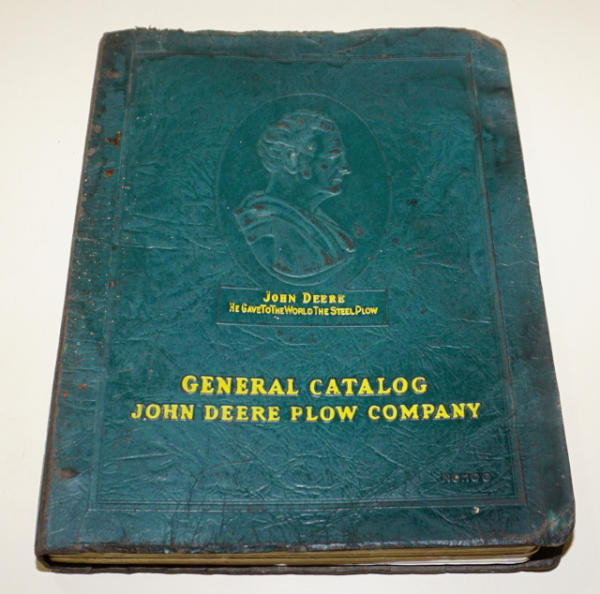 JOHN DEERE
HE GAVE TO THE WORLD THE STEEL PLOW
GENERAL CATALOG
JOHN DEERE PLOW COMPANY